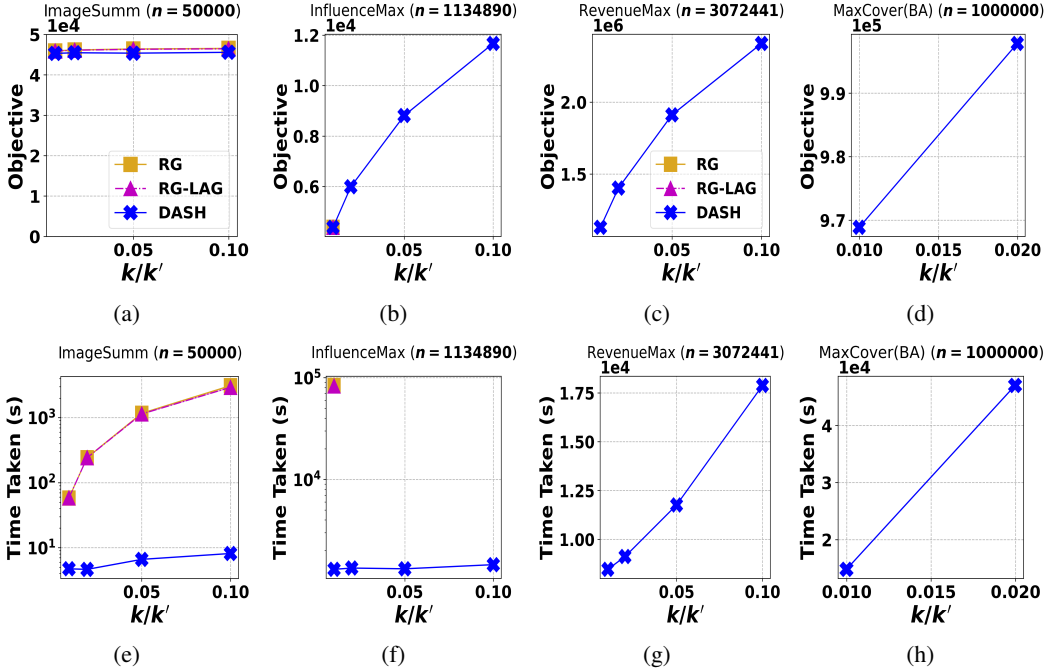 ImageSumm (n = 50000)
1e4
5
4
3
2
1
0
Objective
RG
RG-LAG
DASH
0.05
0.10
k/k′
(a)
InfluenceMax (n = 1134890)
1e4
1.2
1.0
0.8
0.6
Objective
0.05
0.10
k/k′
(b)
RevenueMax (n = 3072441)
1e6
2.0
1.5
Objective
RG
RG-LAG
DASH
0.05
0.10
k/k′
(c)
MaxCover(BA) (n = 1000000)
1e5
9.9
9.8
9.7
Objective
0.010
0.015
0.020
k/k′
(d)
ImageSumm (n = 50000)
10³
10²
10¹
Time Taken (s)
0.05
0.10
k/k′
(e)
InfluenceMax (n = 1134890)
10⁵
10⁴
Time Taken (s)
0.05
0.10
k/k′
(f)
RevenueMax (n = 3072441)
1e4
1.75
1.50
1.25
1.00
Time Taken (s)
0.05
0.10
k/k′
(g)
MaxCover(BA) (n = 1000000)
1e4
4
3
2
Time Taken (s)
0.010
0.015
0.020
k/k′
(h)